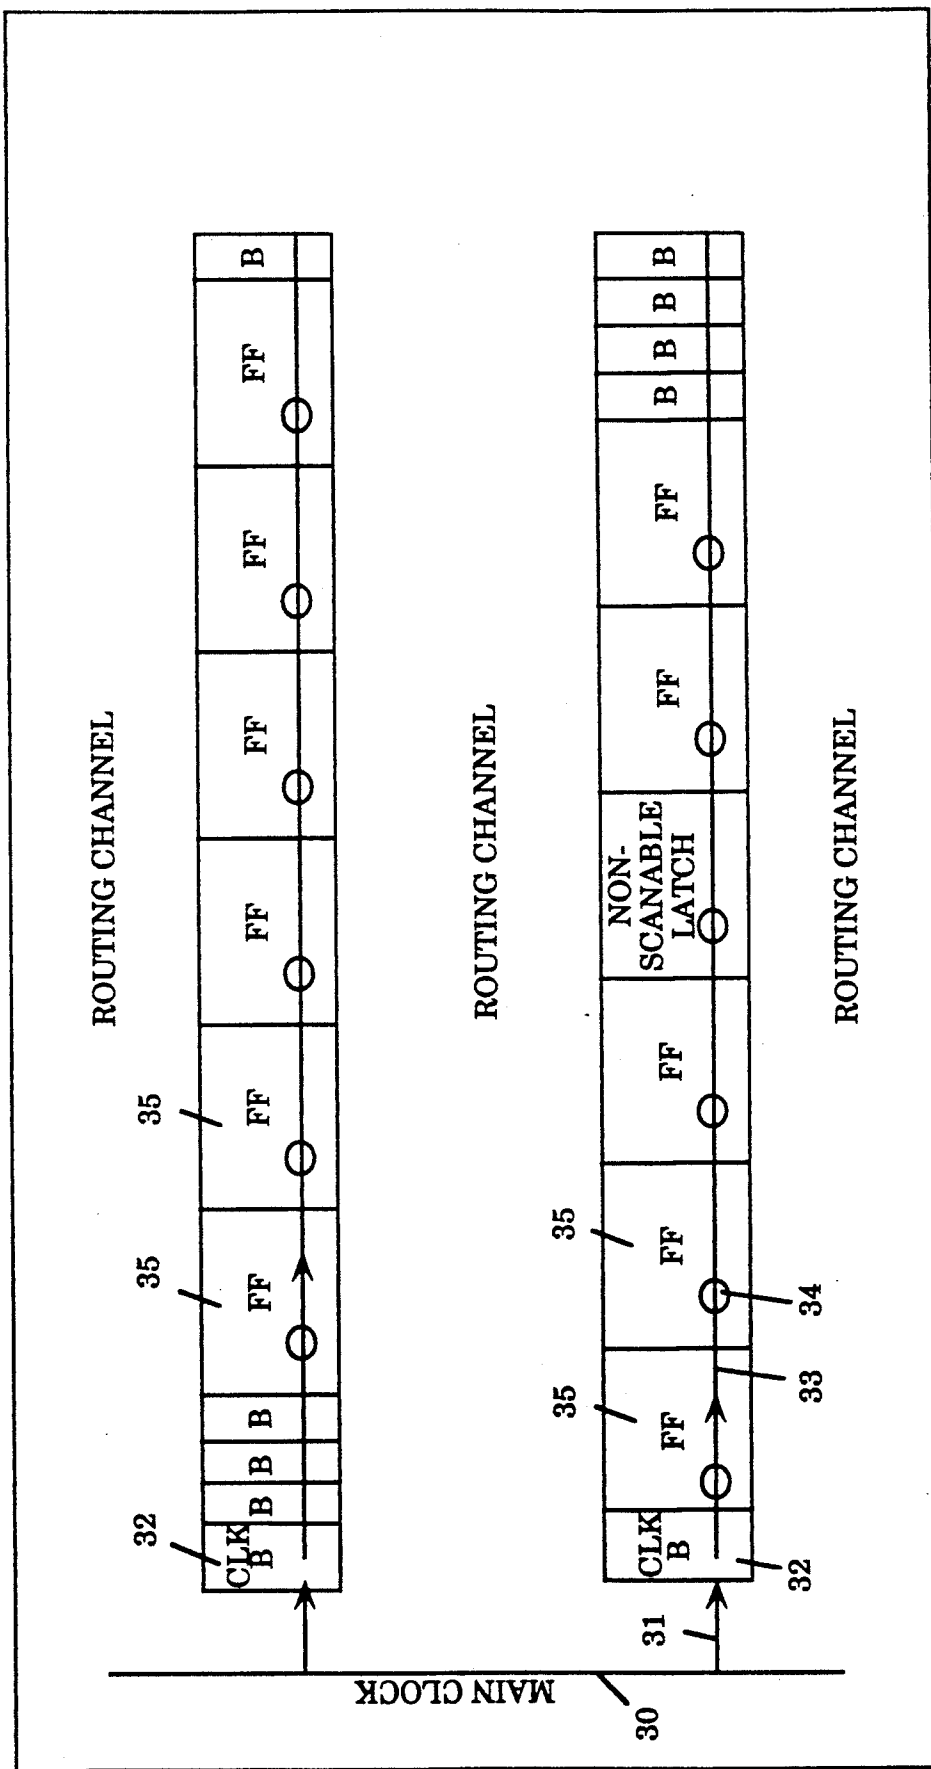 ROUTING CHANNEL
35
35
32
CLK
B
B
B
B
FF
FF
FF
FF
FF
FF
B
ROUTING CHANNEL
35
35
CLK
B
FF
FF
FF
NON-
SCANABLE
LATCH
FF
FF
B
B
B
B
32
33
34
31
30
MAIN CLOCK
ROUTING CHANNEL